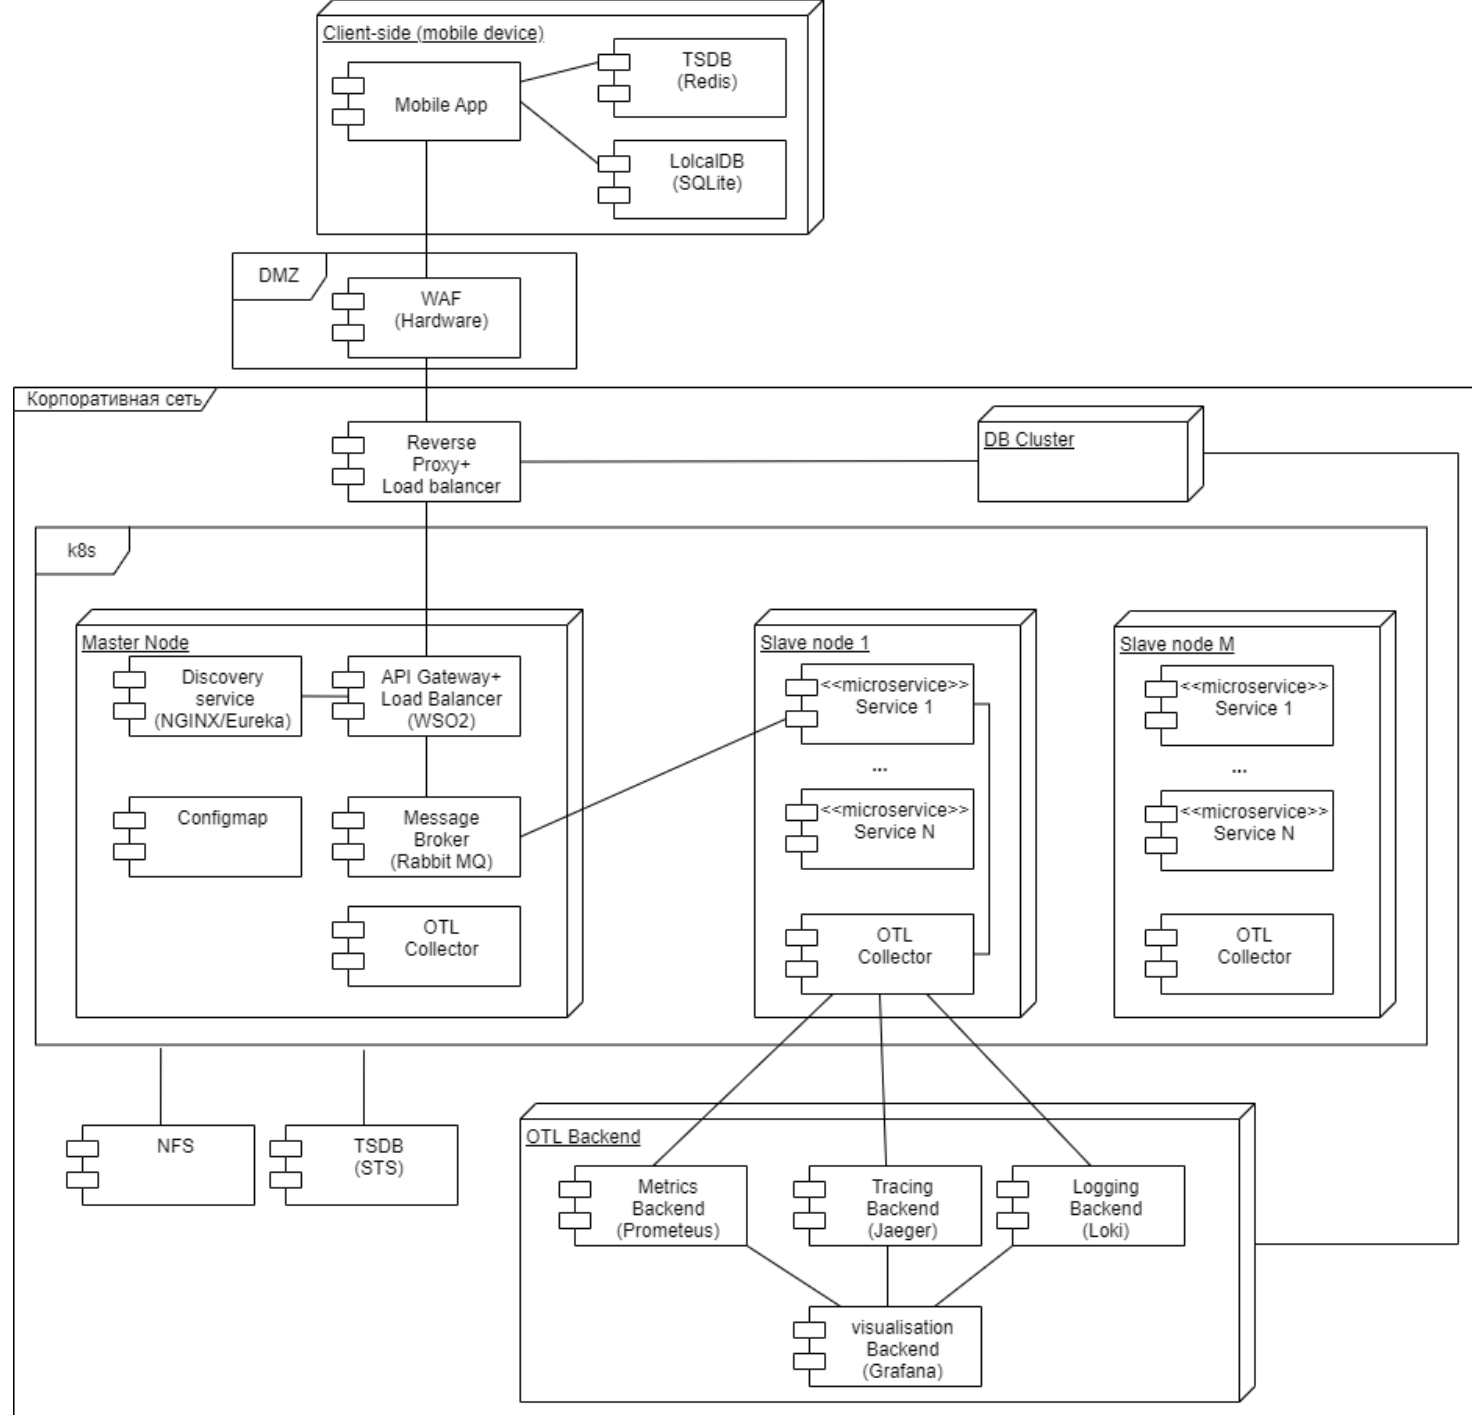 Client-side (mobile device)
Mobile App
TSDB
(Redis)
LolcalDB
(SQLite)
DMZ
WAF
(Hardware)
Корпоративная сеть
Reverse
Proxy+
Load balancer
DB Cluster
k8s
Master Node
Discovery
service
(NGINX/Eureka)
API Gateway+
Load Balancer
(WSO2)
Configmap
Message
Broker
(Rabbit MQ)
OTL
Collector
Slave node 1
<<microservice>>
Service 1
...
<<microservice>>
Service N
OTL
Collector
Slave node M
<<microservice>>
Service 1
...
<<microservice>>
Service N
OTL
Collector
NFS
TSDB
(STS)
OTL Backend
Metrics
Backend
(Prometeus)
Tracing
Backend
(Jaeger)
Logging
Backend
(Loki)
visualisation
Backend
(Grafana)